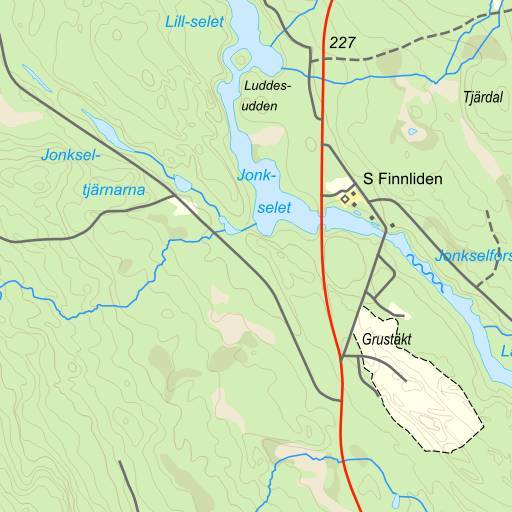 Lill-selet
227
Luddes-
udden
Tjärdal
Jonksel-
tjärnarna
Jonk-
selet
S Finnliden
Jonkselfors
Grustäkt